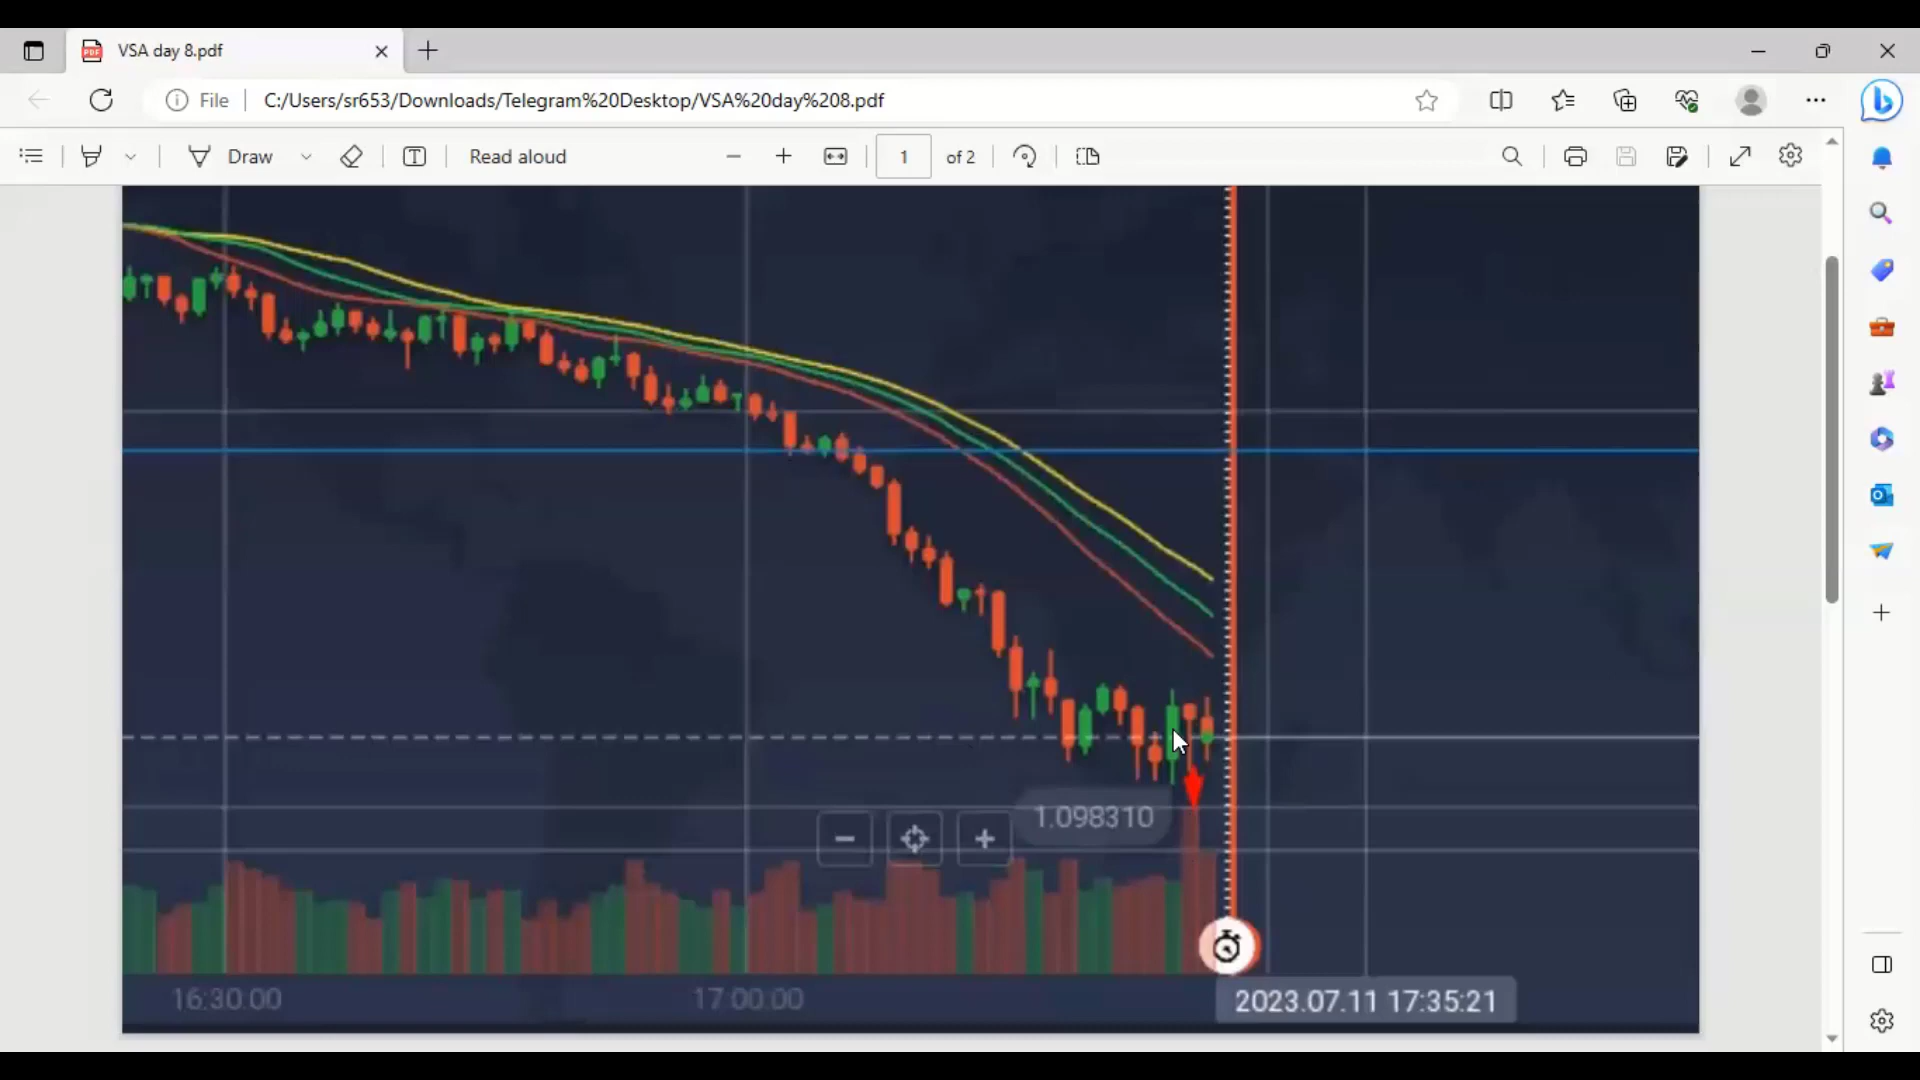 VSA day 8.pdf
File
C:/Users/sr653/Downloads/Telegram%20Desktop/VSA%20day%208.pdf
Draw
Read aloud
1
of 2
1.098310
16:30:00
17:00:00
2023.07.11 17:35:21